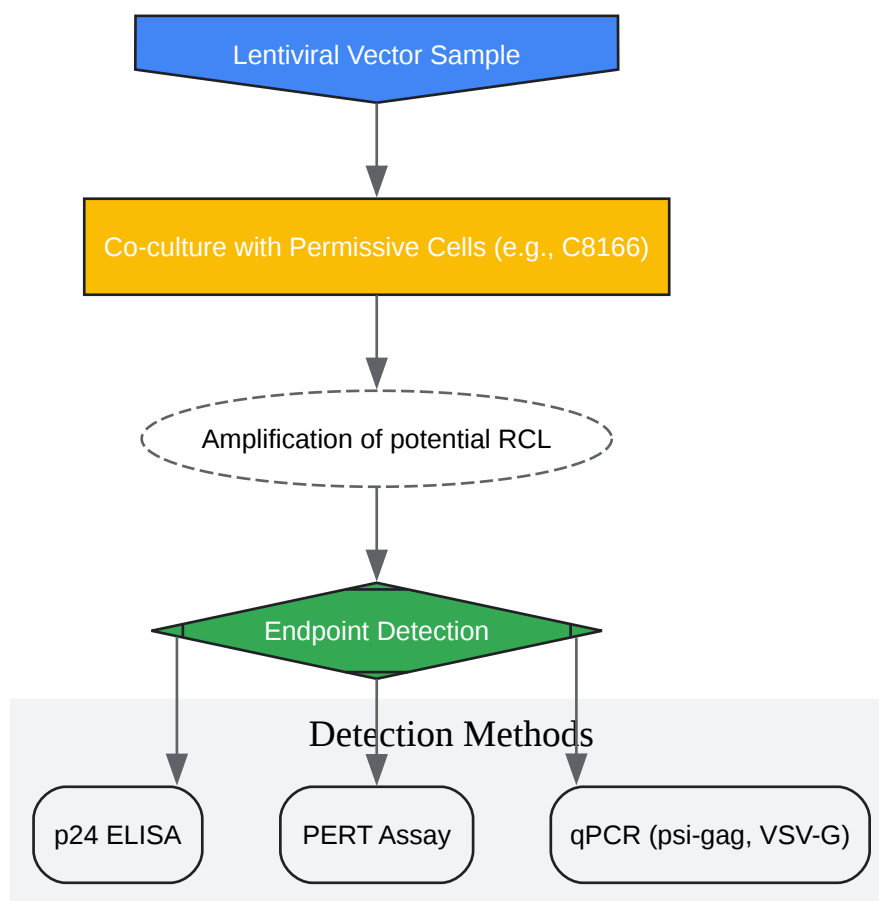 Lentiviral Vector Sample
Co-culture with Permissive Cells (e.g., C8166)
Amplification of potential RCL
Endpoint Detection
Detection Methods
p24 ELISA
PERT Assay
qPCR (psi-gag, VSV-G)